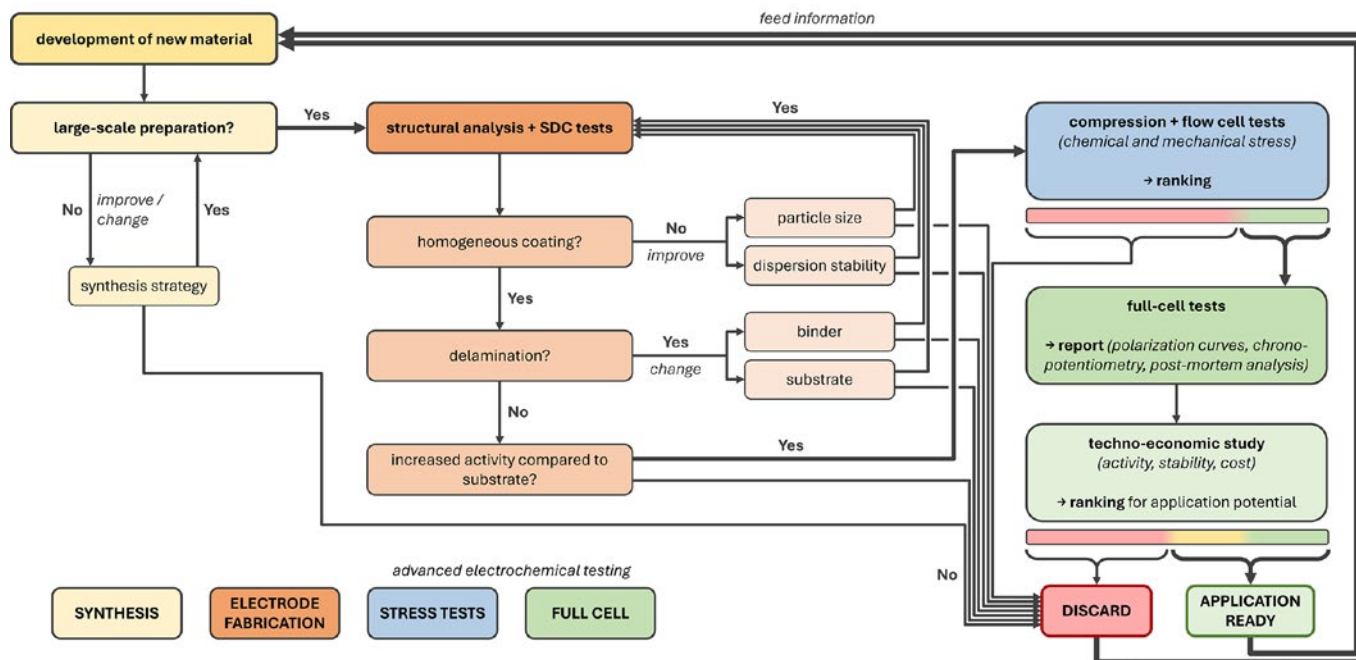 feed information
development of new material
large-scale preparation?
Yes
No
improve /
change
Yes
synthesis strategy
structural analysis + SDC tests
Yes
homogeneous coating?
No
improve
particle size
dispersion stability
Yes
delamination?
Yes
change
binder
substrate
No
increased activity compared to
substrate?
Yes
No
compression + flow cell tests
(chemical and mechanical stress)
→ ranking
full-cell tests
→ report (polarization curves, chrono-
potentiometry, post-mortem analysis)
techno-economic study
(activity, stability, cost)
→ ranking for application potential
DISCARD
APPLICATION
READY
advanced electrochemical testing
SYNTHESIS
ELECTRODE
FABRICATION
STRESS TESTS
FULL CELL